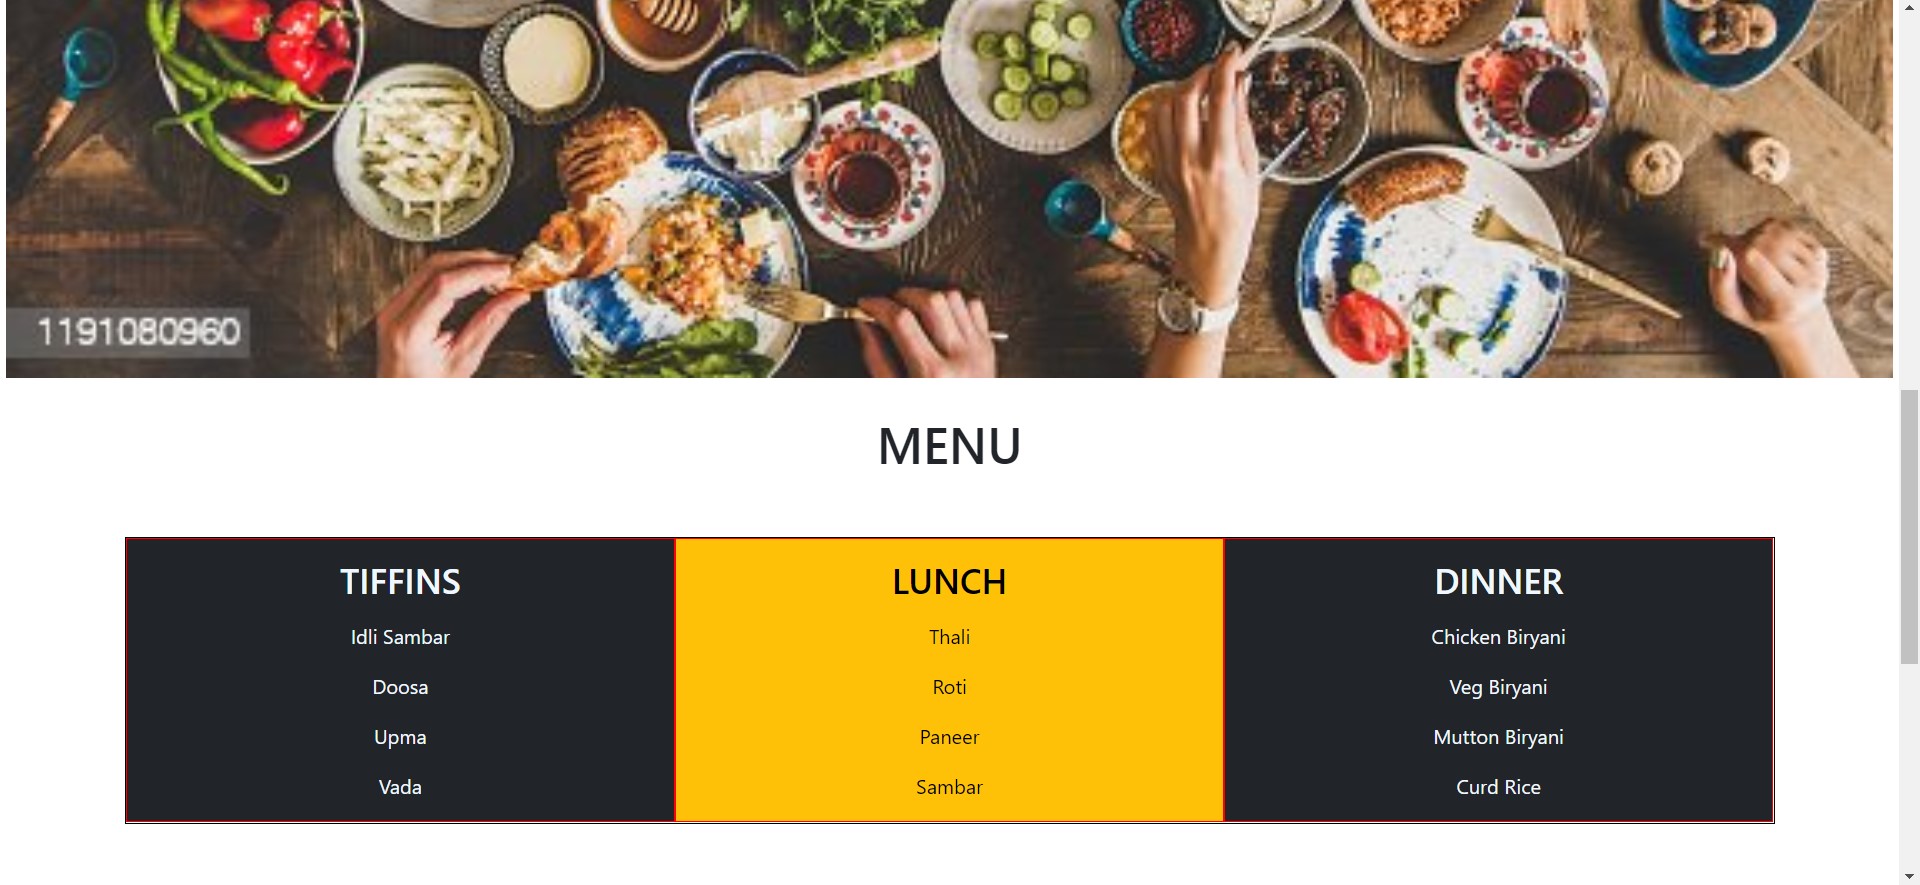 1191080960
MENU
TIFFINS
Idli Sambar
Doosa
Upma
Vada
LUNCH
Thali
Roti
Paneer
Sambar
DINNER
Chicken Biryani
Veg Biryani
Mutton Biryani
Curd Rice